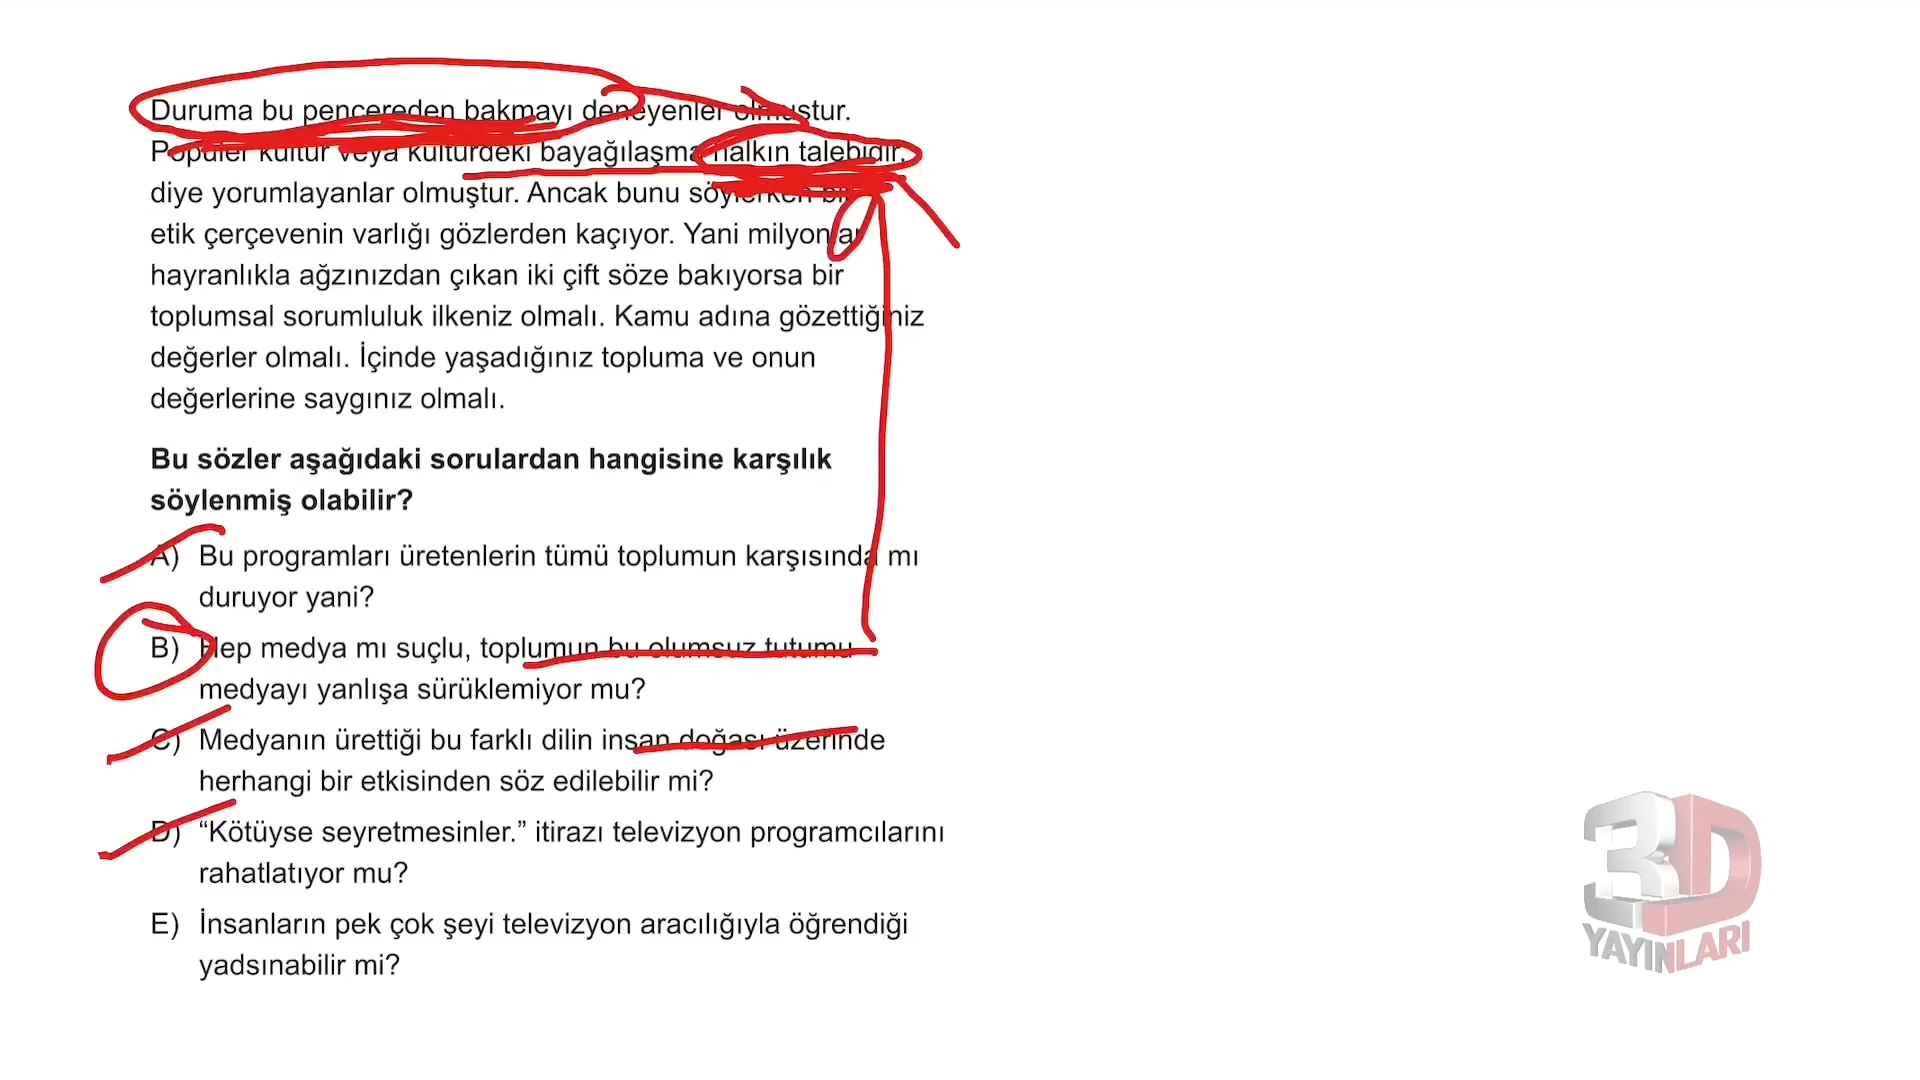 Duruma bu pencereden bakmayı deneyenler olmuştur.
Popüler kültür veya kültürdeki bayağılaşma halkın talebidir,
diye yorumlayanlar olmuştur. Ancak bunu söylerken bir
etik çerçevenin varlığı gözlerden kaçıyor. Yani milyonlar
hayranlıkla ağzınızdan çıkan iki çift söze bakıyorsa bir
toplumsal sorumluluk ilkeniz olmalı. Kamu adına gözettiğiniz
değerler olmalı. İçinde yaşadığınız topluma ve onun
değerlerine saygınız olmalı.
Bu sözler aşağıdaki sorulardan hangisine karşılık
söylenmiş olabilir?
A) Bu programları üretenlerin tümü toplumun karşısında mı
duruyor yani?
B) Hep medya mı suçlu, toplumun bu olumsuz tutumu
medyayı yanlışa sürüklemiyor mu?
C) Medyanın ürettiği bu farklı dilin insan doğası üzerinde
herhangi bir etkisinden söz edilebilir mi?
D) “Kötüyse seyretmesinler.” itirazı televizyon programcılarını
rahatlatıyor mu?
E) İnsanların pek çok şeyi televizyon aracılığıyla öğrendiği
yadsınabilir mi?
3D
YAYINLARI